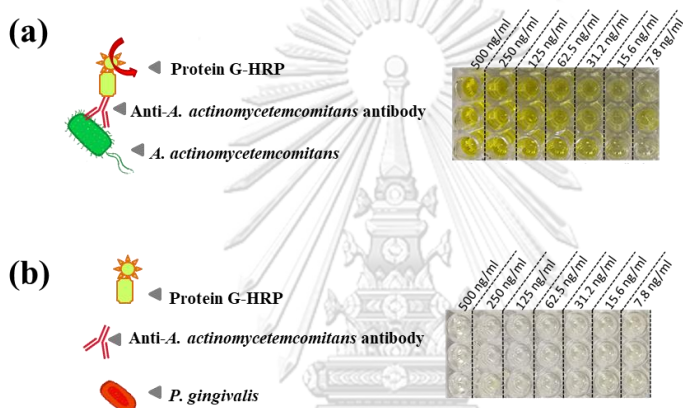 (a)
Protein G-HRP
Anti-A. actinomycetemcomitans antibody
A. actinomycetemcomitans
500 ng/ml
250 ng/ml
125 ng/ml
62.5 ng/ml
31.2 ng/ml
15.6 ng/ml
7.8 ng/ml
(b)
Protein G-HRP
Anti-A. actinomycetemcomitans antibody
P. gingivalis
500 ng/ml
250 ng/ml
125 ng/ml
62.5 ng/ml
31.2 ng/ml
15.6 ng/ml
7.8 ng/ml